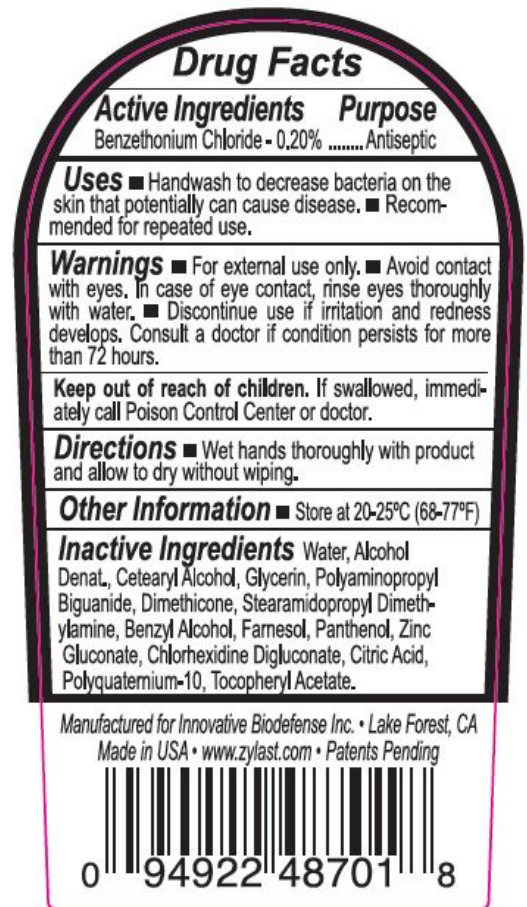 Drug Facts
Active Ingredients Purpose
Benzethonium Chloride - 0.20% ........ Antiseptic
Uses ■ Handwash to decrease bacteria on the
skin that potentially can cause disease. ■ Recom-
mended for repeated use.
Warnings ■ For external use only. ■ Avoid contact
with eyes. In case of eye contact, rinse eyes thoroughly
with water. ■ Discontinue use if irritation and redness
develops. Consult a doctor if condition persists for more
than 72 hours.
Keep out of reach of children. If swallowed, immedi-
ately call Poison Control Center or doctor.
Directions ■ Wet hands thoroughly with product
and allow to dry without wiping.
Other Information ■ Store at 20-25ºC (68-77ºF)
Inactive Ingredients Water, Alcohol
Denat., Cetearyl Alcohol, Glycerin, Polyaminopropyl
Biguanide, Dimethicone, Stearamidopropyl Dimeth-
ylamine, Benzyl Alcohol, Farnesol, Panthenol, Zinc
Gluconate, Chlorhexidine Digluconate, Citric Acid,
Polyquaternium-10, Tocopheryl Acetate.
Manufactured for Innovative Biodefense Inc. • Lake Forest, CA
Made in USA • www.zylast.com • Patents Pending
0 94922 48701 8